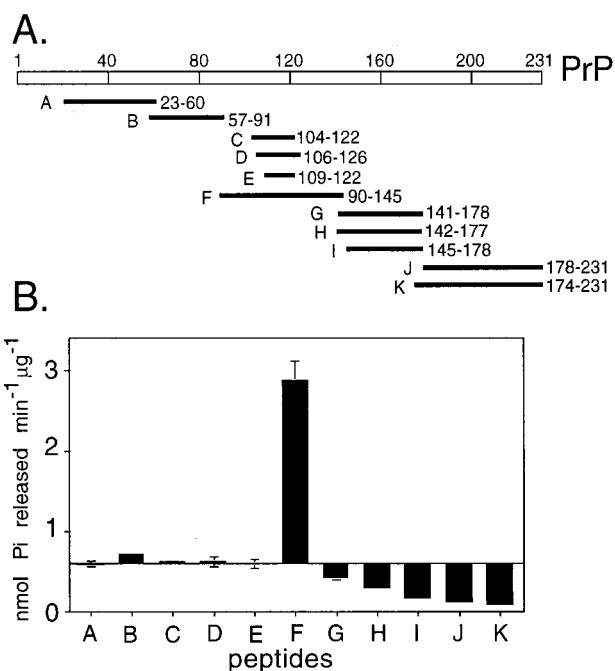 A.
1 40 80 120 160 200 231 PrP
A 23-60
B 57-91
C 104-122
D 106-126
E 109-122
F 90-145
G 141-178
H 142-177
I 145-178
J 178-231
K 174-231
B.
nmol Pi released min-1 μg-1
3
2
1
0
A B C D E F G H I J K
peptides